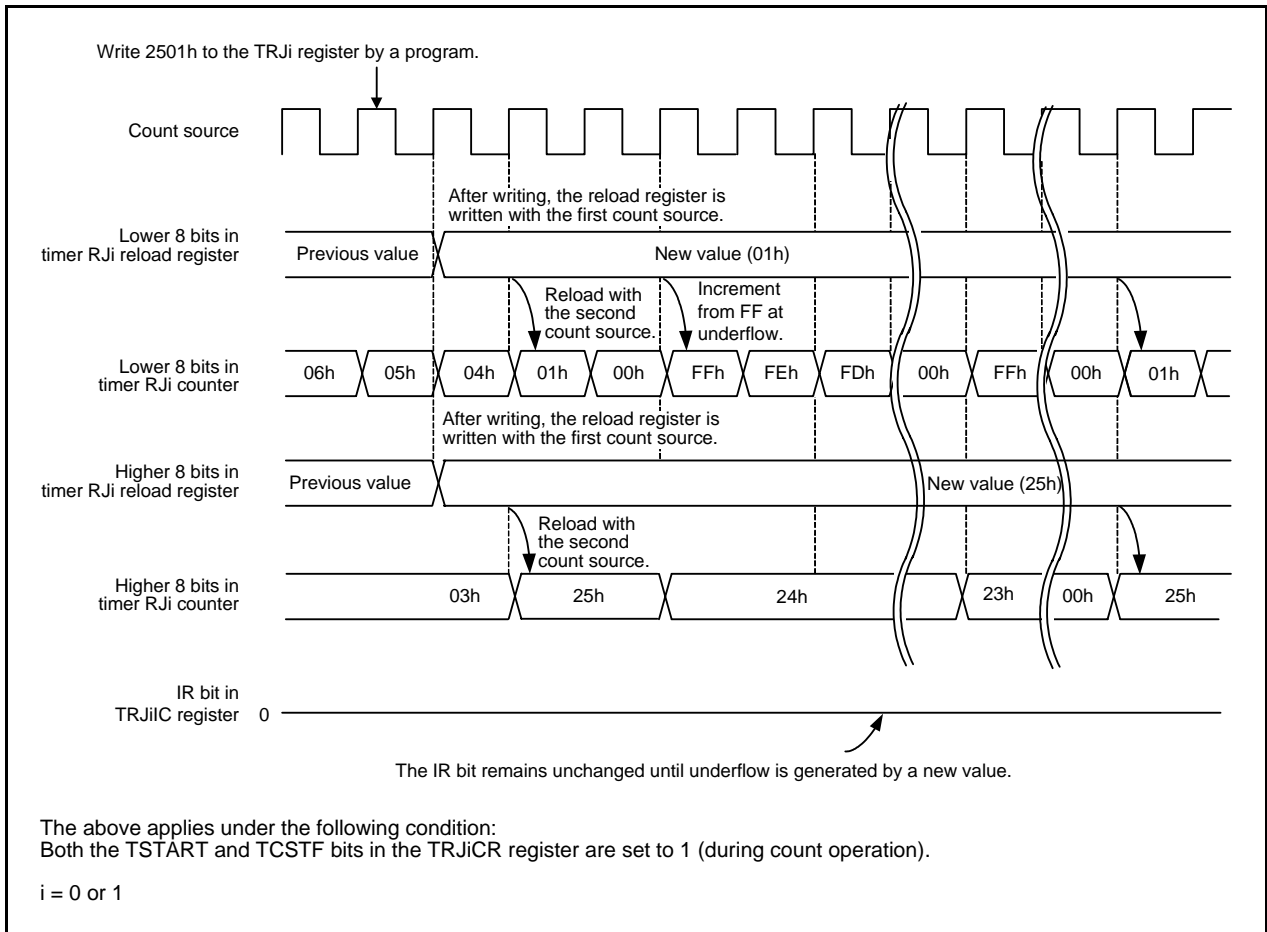 Write 2501h to the TRJi register by a program.
Count source
After writing, the reload register is
written with the first count source.
Lower 8 bits in
timer RJi reload register
Previous value
New value (01h)
Reload with
the second
count source.
Increment
from FF at
underflow.
Lower 8 bits in
timer RJi counter
06h 05h 04h 01h 00h FFh FEh FDh 00h FFh 00h 01h
After writing, the reload register is
written with the first count source.
Higher 8 bits in
timer RJi reload register
Previous value
New value (25h)
Reload with
the second
count source.
Higher 8 bits in
timer RJi counter
03h 25h 24h 23h 00h 25h
IR bit in
TRJiIC register 0
The IR bit remains unchanged until underflow is generated by a new value.
The above applies under the following condition:
Both the TSTART and TCSTF bits in the TRJiCR register are set to 1 (during count operation).
i = 0 or 1